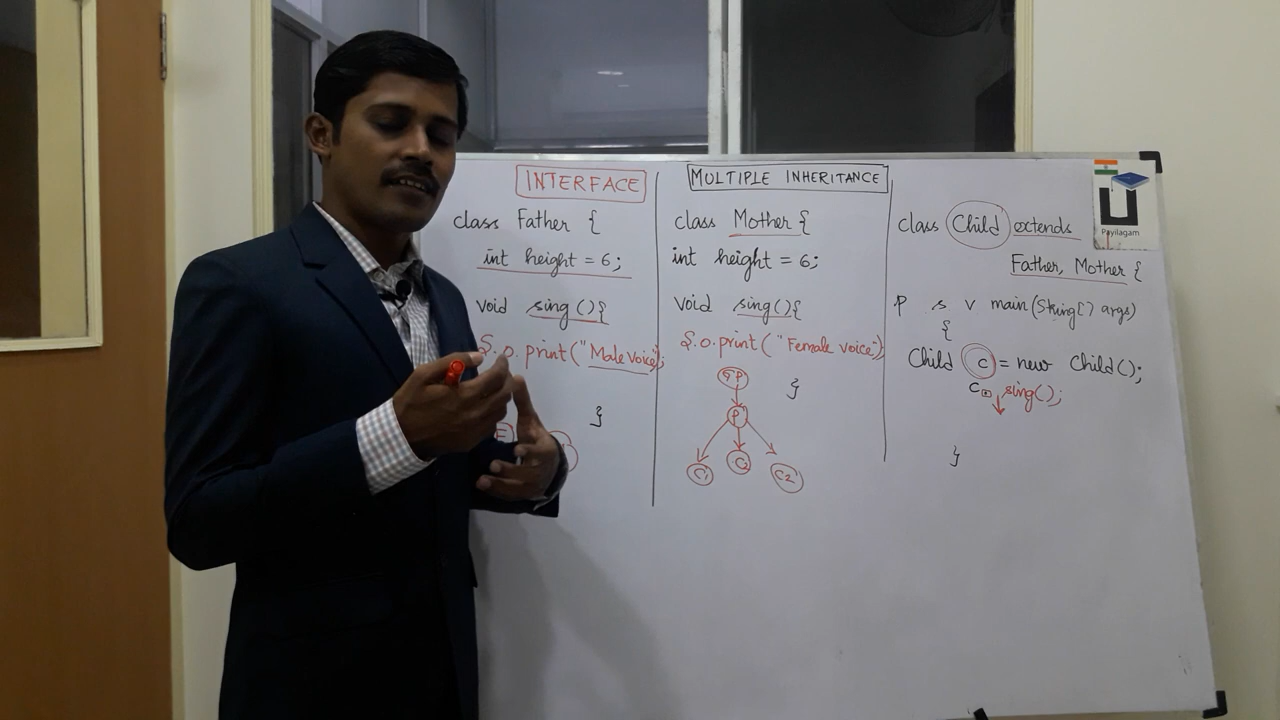 INTERFACE
class Father {
int height = 6;
void sing(){
S.o.print("Male voice");
}
E
MULTIPLE INHERITANCE
class Mother {
int height = 6;
void sing(){
S.o.print("Female voice");
}
GP
P
C1
C2
class Child extends
Father, Mother {
P s v main(String[] args)
{
Child c = new Child();
c. sing();
}
Payilagam